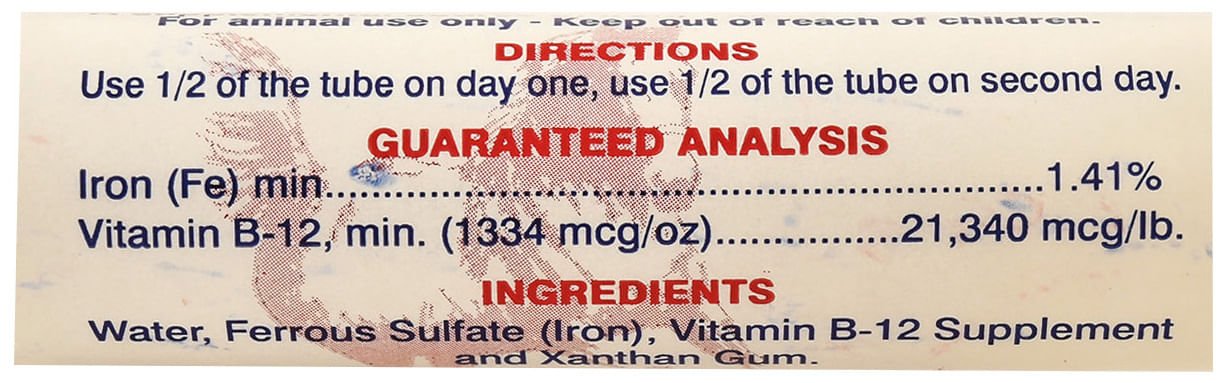 For animal use only - Keep out of reach of children.
DIRECTIONS
Use 1/2 of the tube on day one, use 1/2 of the tube on second day.
GUARANTEED ANALYSIS
Iron (Fe) min.............................................................................1.41%
Vitamin B-12, min. (1334 mcg/oz).................21,340 mcg/lb.
INGREDIENTS
Water, Ferrous Sulfate (Iron), Vitamin B-12 Supplement
and Xanthan Gum.